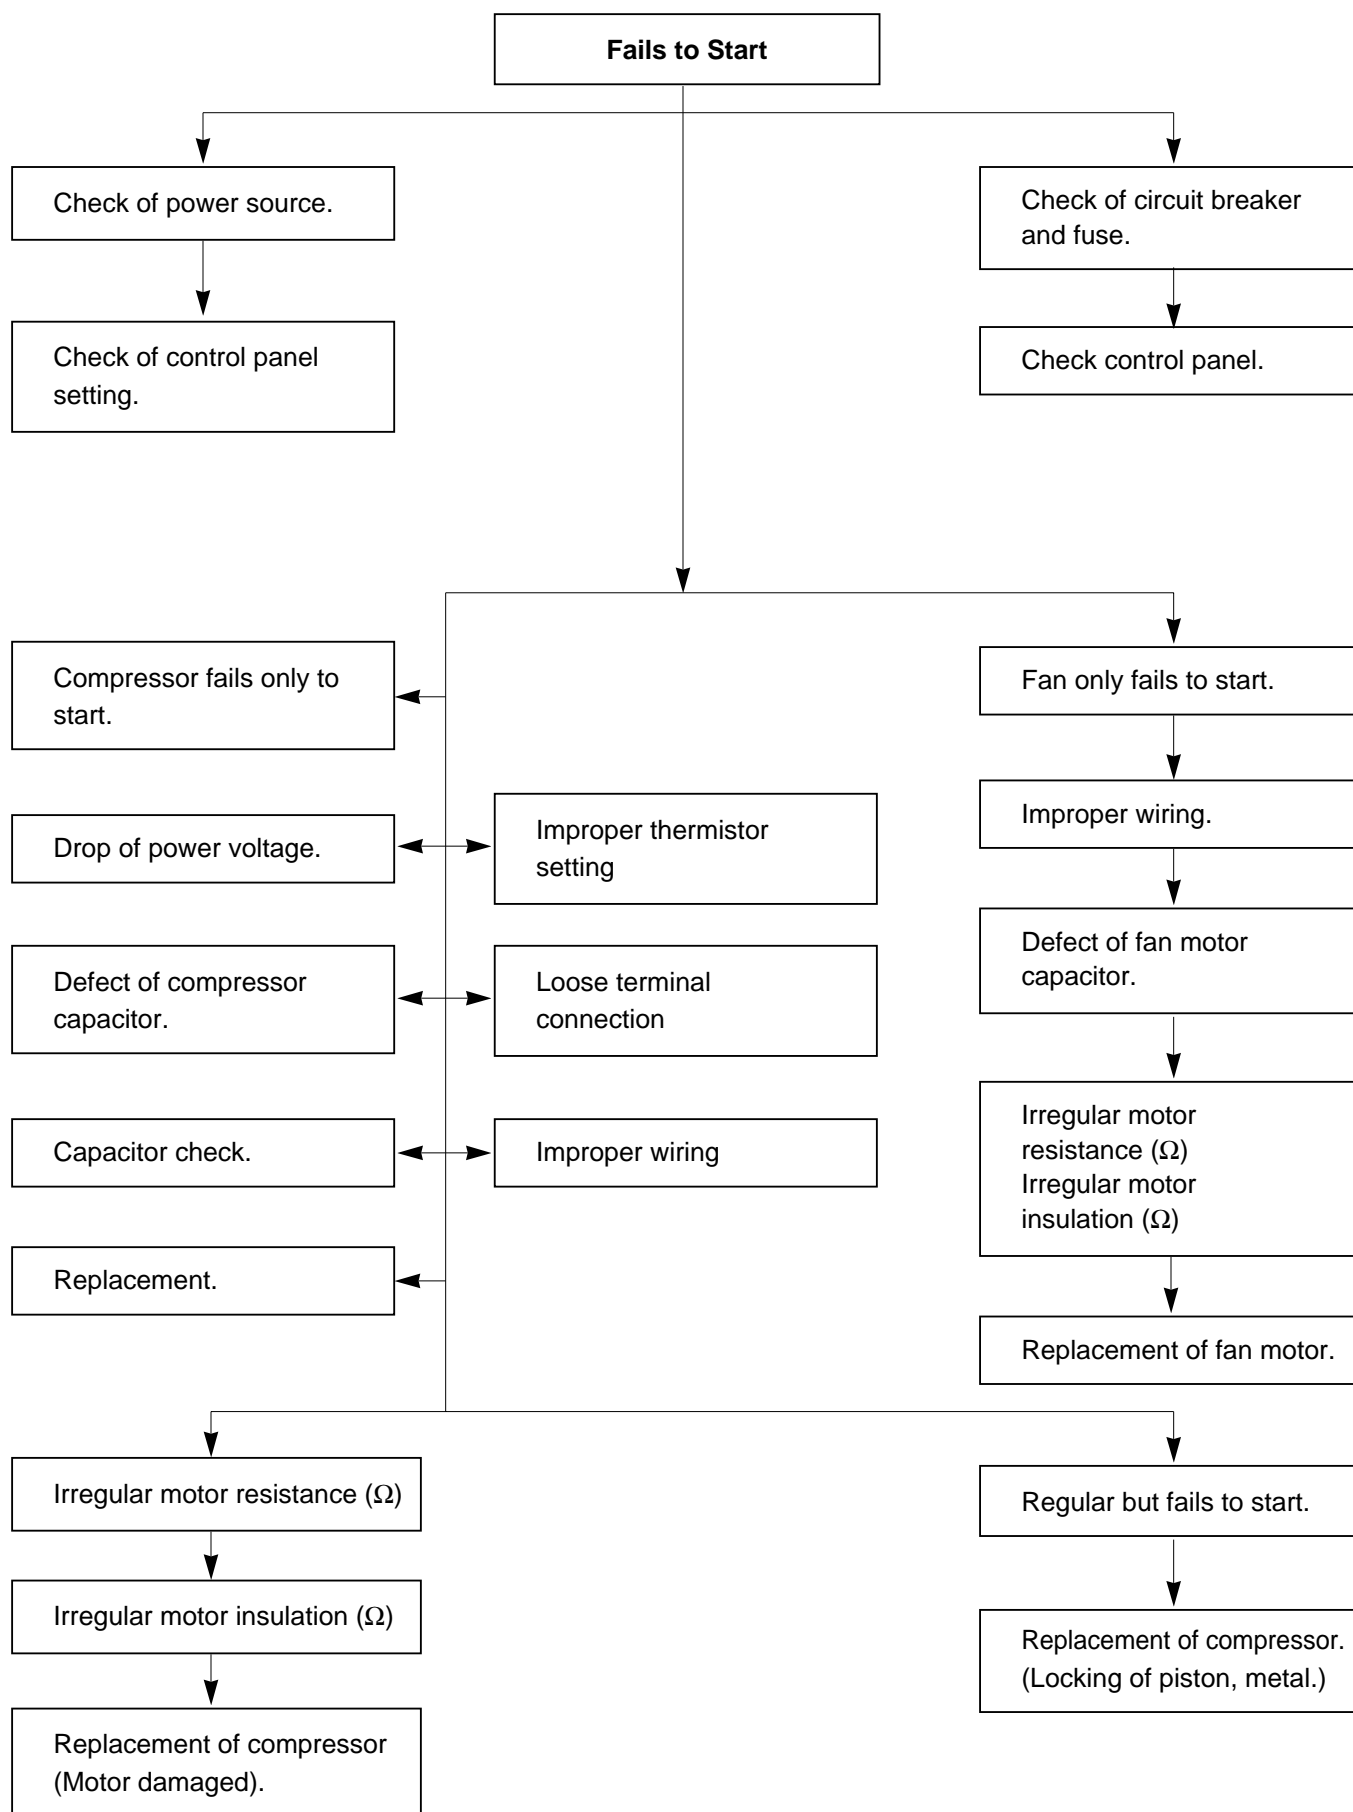 Fails to Start
Check of power source.
Check of circuit breaker
and fuse.
Check of control panel
setting.
Check control panel.
Compressor fails only to
start.
Fan only fails to start.
Drop of power voltage.
Improper thermistor
setting
Improper wiring.
Defect of compressor
capacitor.
Loose terminal
connection
Defect of fan motor
capacitor.
Capacitor check.
Improper wiring
Irregular motor
resistance (Ω)
Irregular motor
insulation (Ω)
Replacement.
Replacement of fan motor.
Irregular motor resistance (Ω)
Regular but fails to start.
Irregular motor insulation (Ω)
Replacement of compressor.
(Locking of piston, metal.)
Replacement of compressor
(Motor damaged).